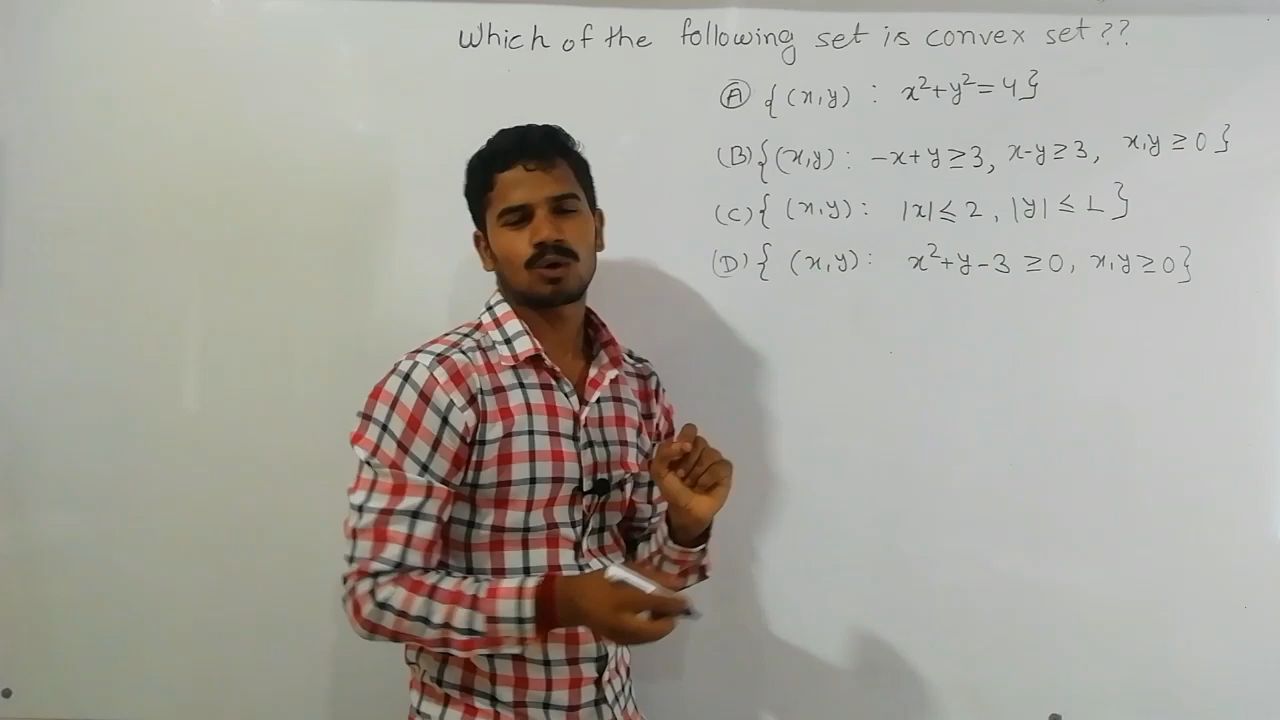 Which of the following set is convex set ??
(A) { (x,y) : x²+y²=4}
(B) { (x,y) : -x+y≥3, x-y≥3, x,y≥0}
(C) { (x,y) : |x|≤2, |y|≤1}
(D) { (x,y) : x²+y-3≥0, x,y≥0}